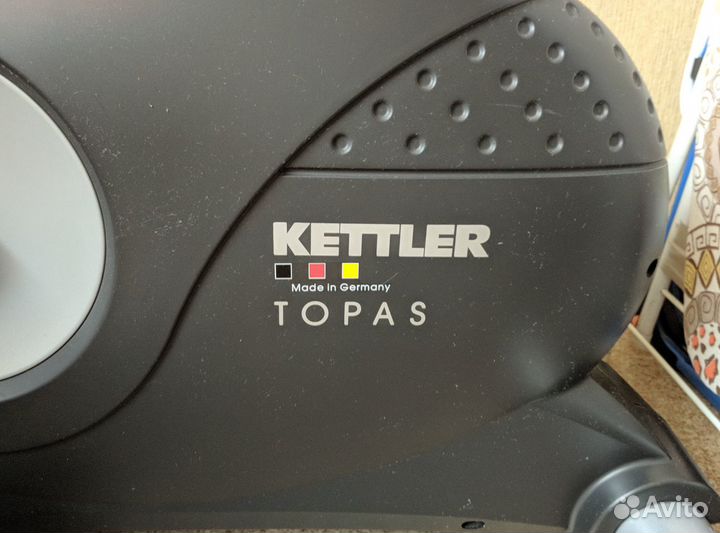 KETTLER
Made in Germany
TOPAS
Avito